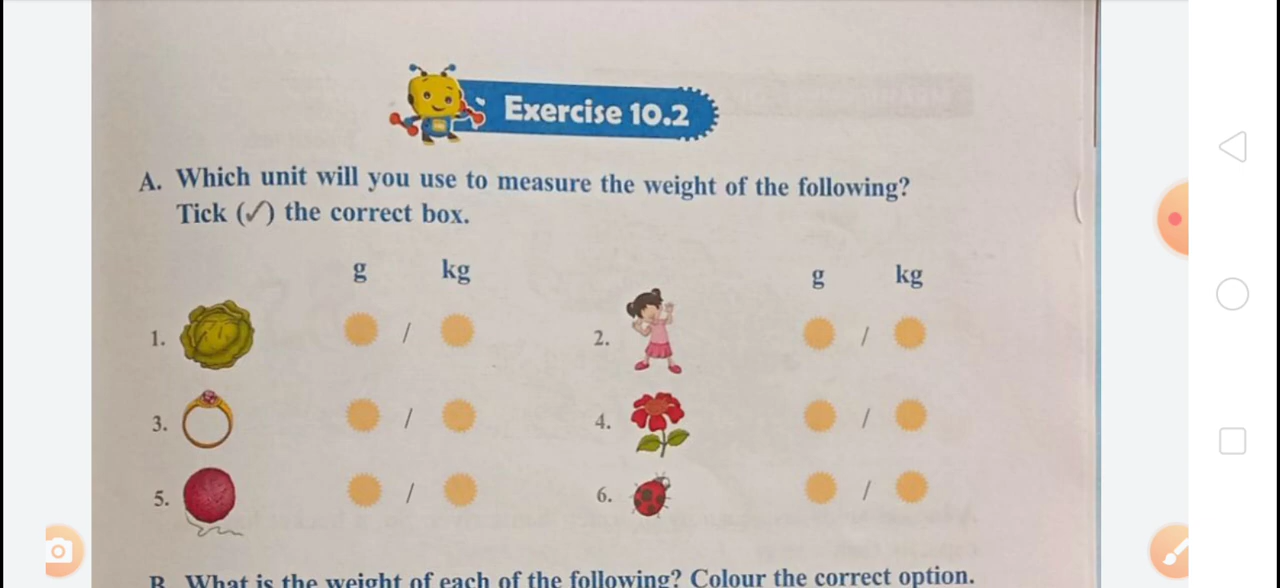 Exercise 10.2
A. Which unit will you use to measure the weight of the following?
Tick (✓) the correct box.
g kg g kg
1. / 2. /
3. / 4. /
5. / 6. /
B. What is the weight of each of the following? Colour the correct option.